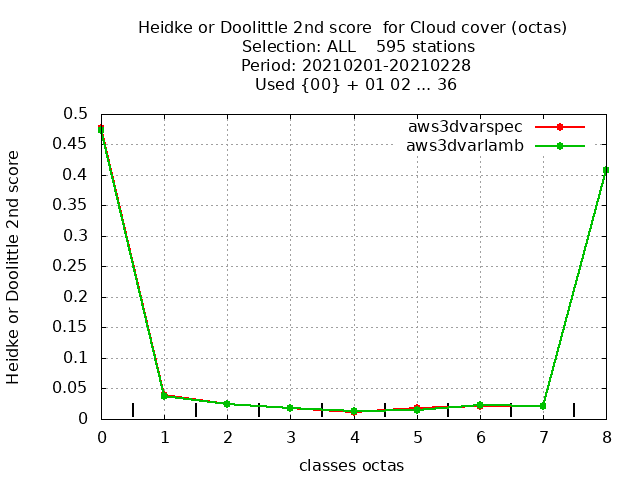 Heidke or Doolittle 2nd score  for Cloud cover (octas)
Selection: ALL    595 stations
Period: 20210201-20210228
Used {00} + 01 02 ... 36
aws3dvarspec
aws3dvarlamb
Heidke or Doolittle 2nd score
0.5
0.45
0.4
0.35
0.3
0.25
0.2
0.15
0.1
0.05
0
0 1 2 3 4 5 6 7 8
classes octas